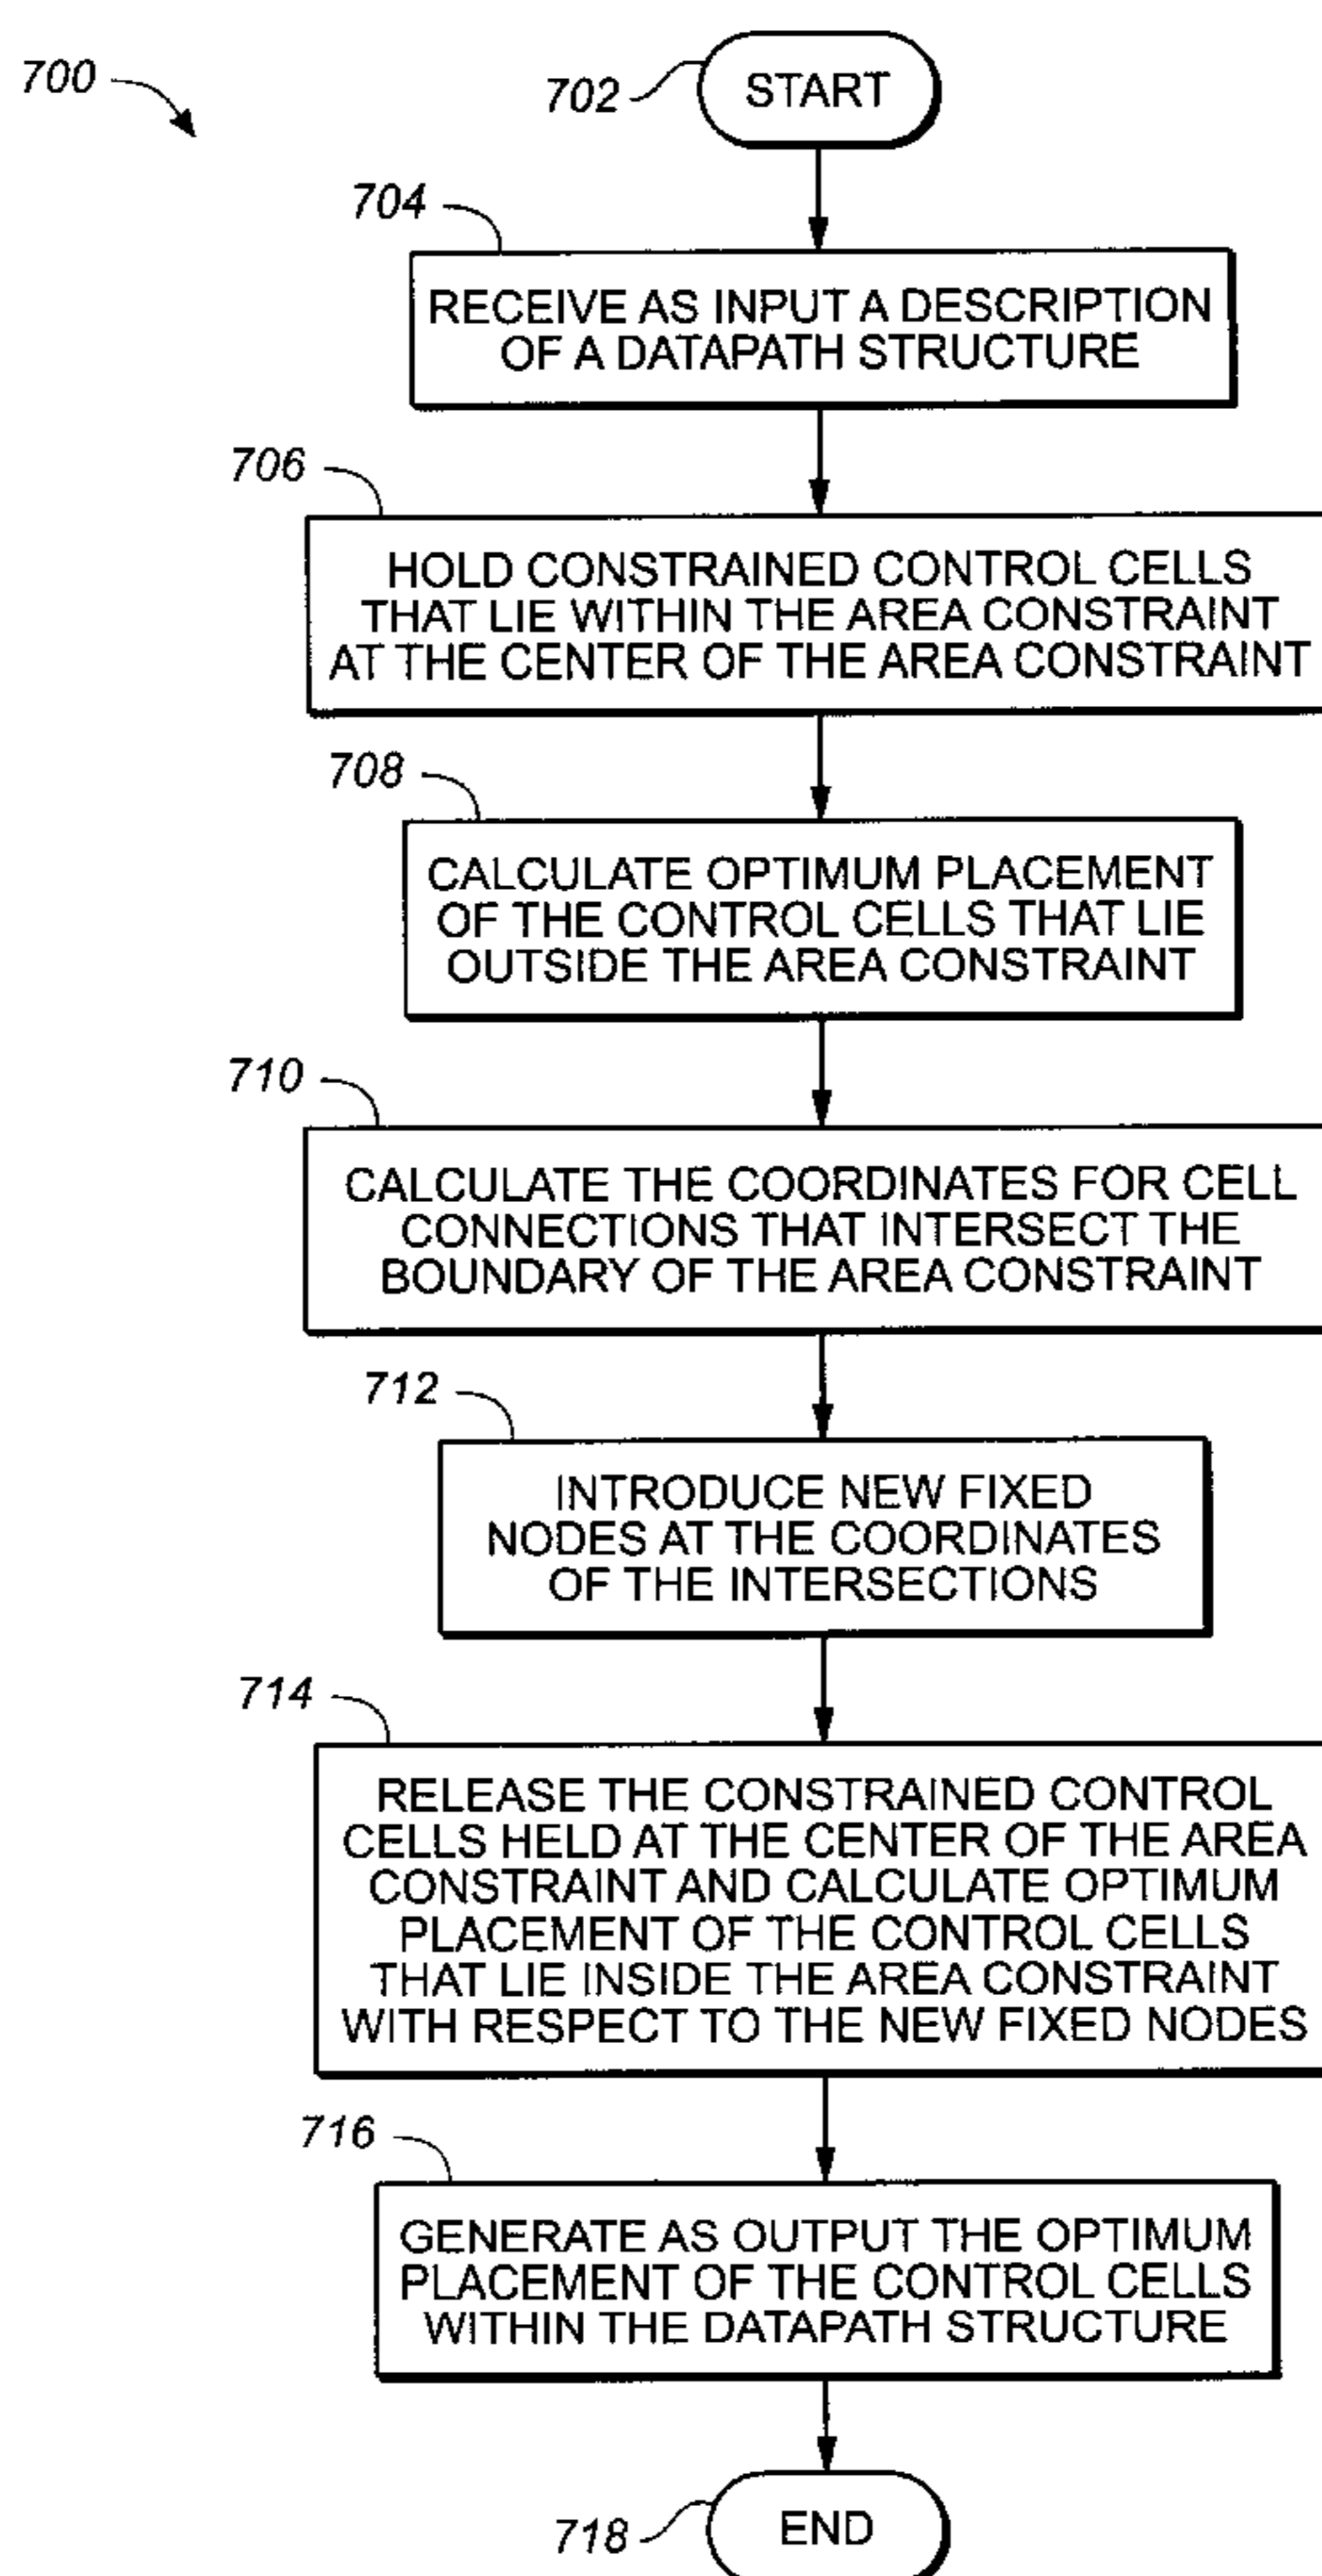 700
702
START
704
RECEIVE AS INPUT A DESCRIPTION
OF A DATAPATH STRUCTURE
706
HOLD CONSTRAINED CONTROL CELLS
THAT LIE WITHIN THE AREA CONSTRAINT
AT THE CENTER OF THE AREA CONSTRAINT
708
CALCULATE OPTIMUM PLACEMENT
OF THE CONTROL CELLS THAT LIE
OUTSIDE THE AREA CONSTRAINT
710
CALCULATE THE COORDINATES FOR CELL
CONNECTIONS THAT INTERSECT THE
BOUNDARY OF THE AREA CONSTRAINT
712
INTRODUCE NEW FIXED
NODES AT THE COORDINATES
OF THE INTERSECTIONS
714
RELEASE THE CONSTRAINED CONTROL
CELLS HELD AT THE CENTER OF THE AREA
CONSTRAINT AND CALCULATE OPTIMUM
PLACEMENT OF THE CONTROL CELLS
THAT LIE INSIDE THE AREA CONSTRAINT
WITH RESPECT TO THE NEW FIXED NODES
716
GENERATE AS OUTPUT THE OPTIMUM
PLACEMENT OF THE CONTROL CELLS
WITHIN THE DATAPATH STRUCTURE
718
END